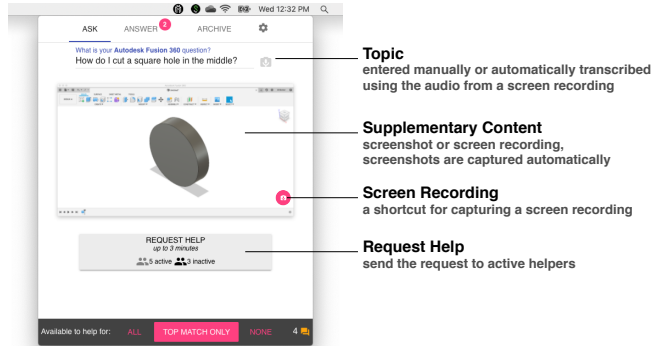 Wed 12:32 PM
ASK
ANSWER
2
ARCHIVE
What is your Autodesk Fusion 360 question?
How do I cut a square hole in the middle?
REQUEST HELP
up to 3 minutes
5 active 3 inactive
Available to help for:
ALL
TOP MATCH ONLY
NONE
4
Topic
entered manually or automatically transcribed
using the audio from a screen recording
Supplementary Content
screenshot or screen recording,
screenshots are captured automatically
Screen Recording
a shortcut for capturing a screen recording
Request Help
send the request to active helpers